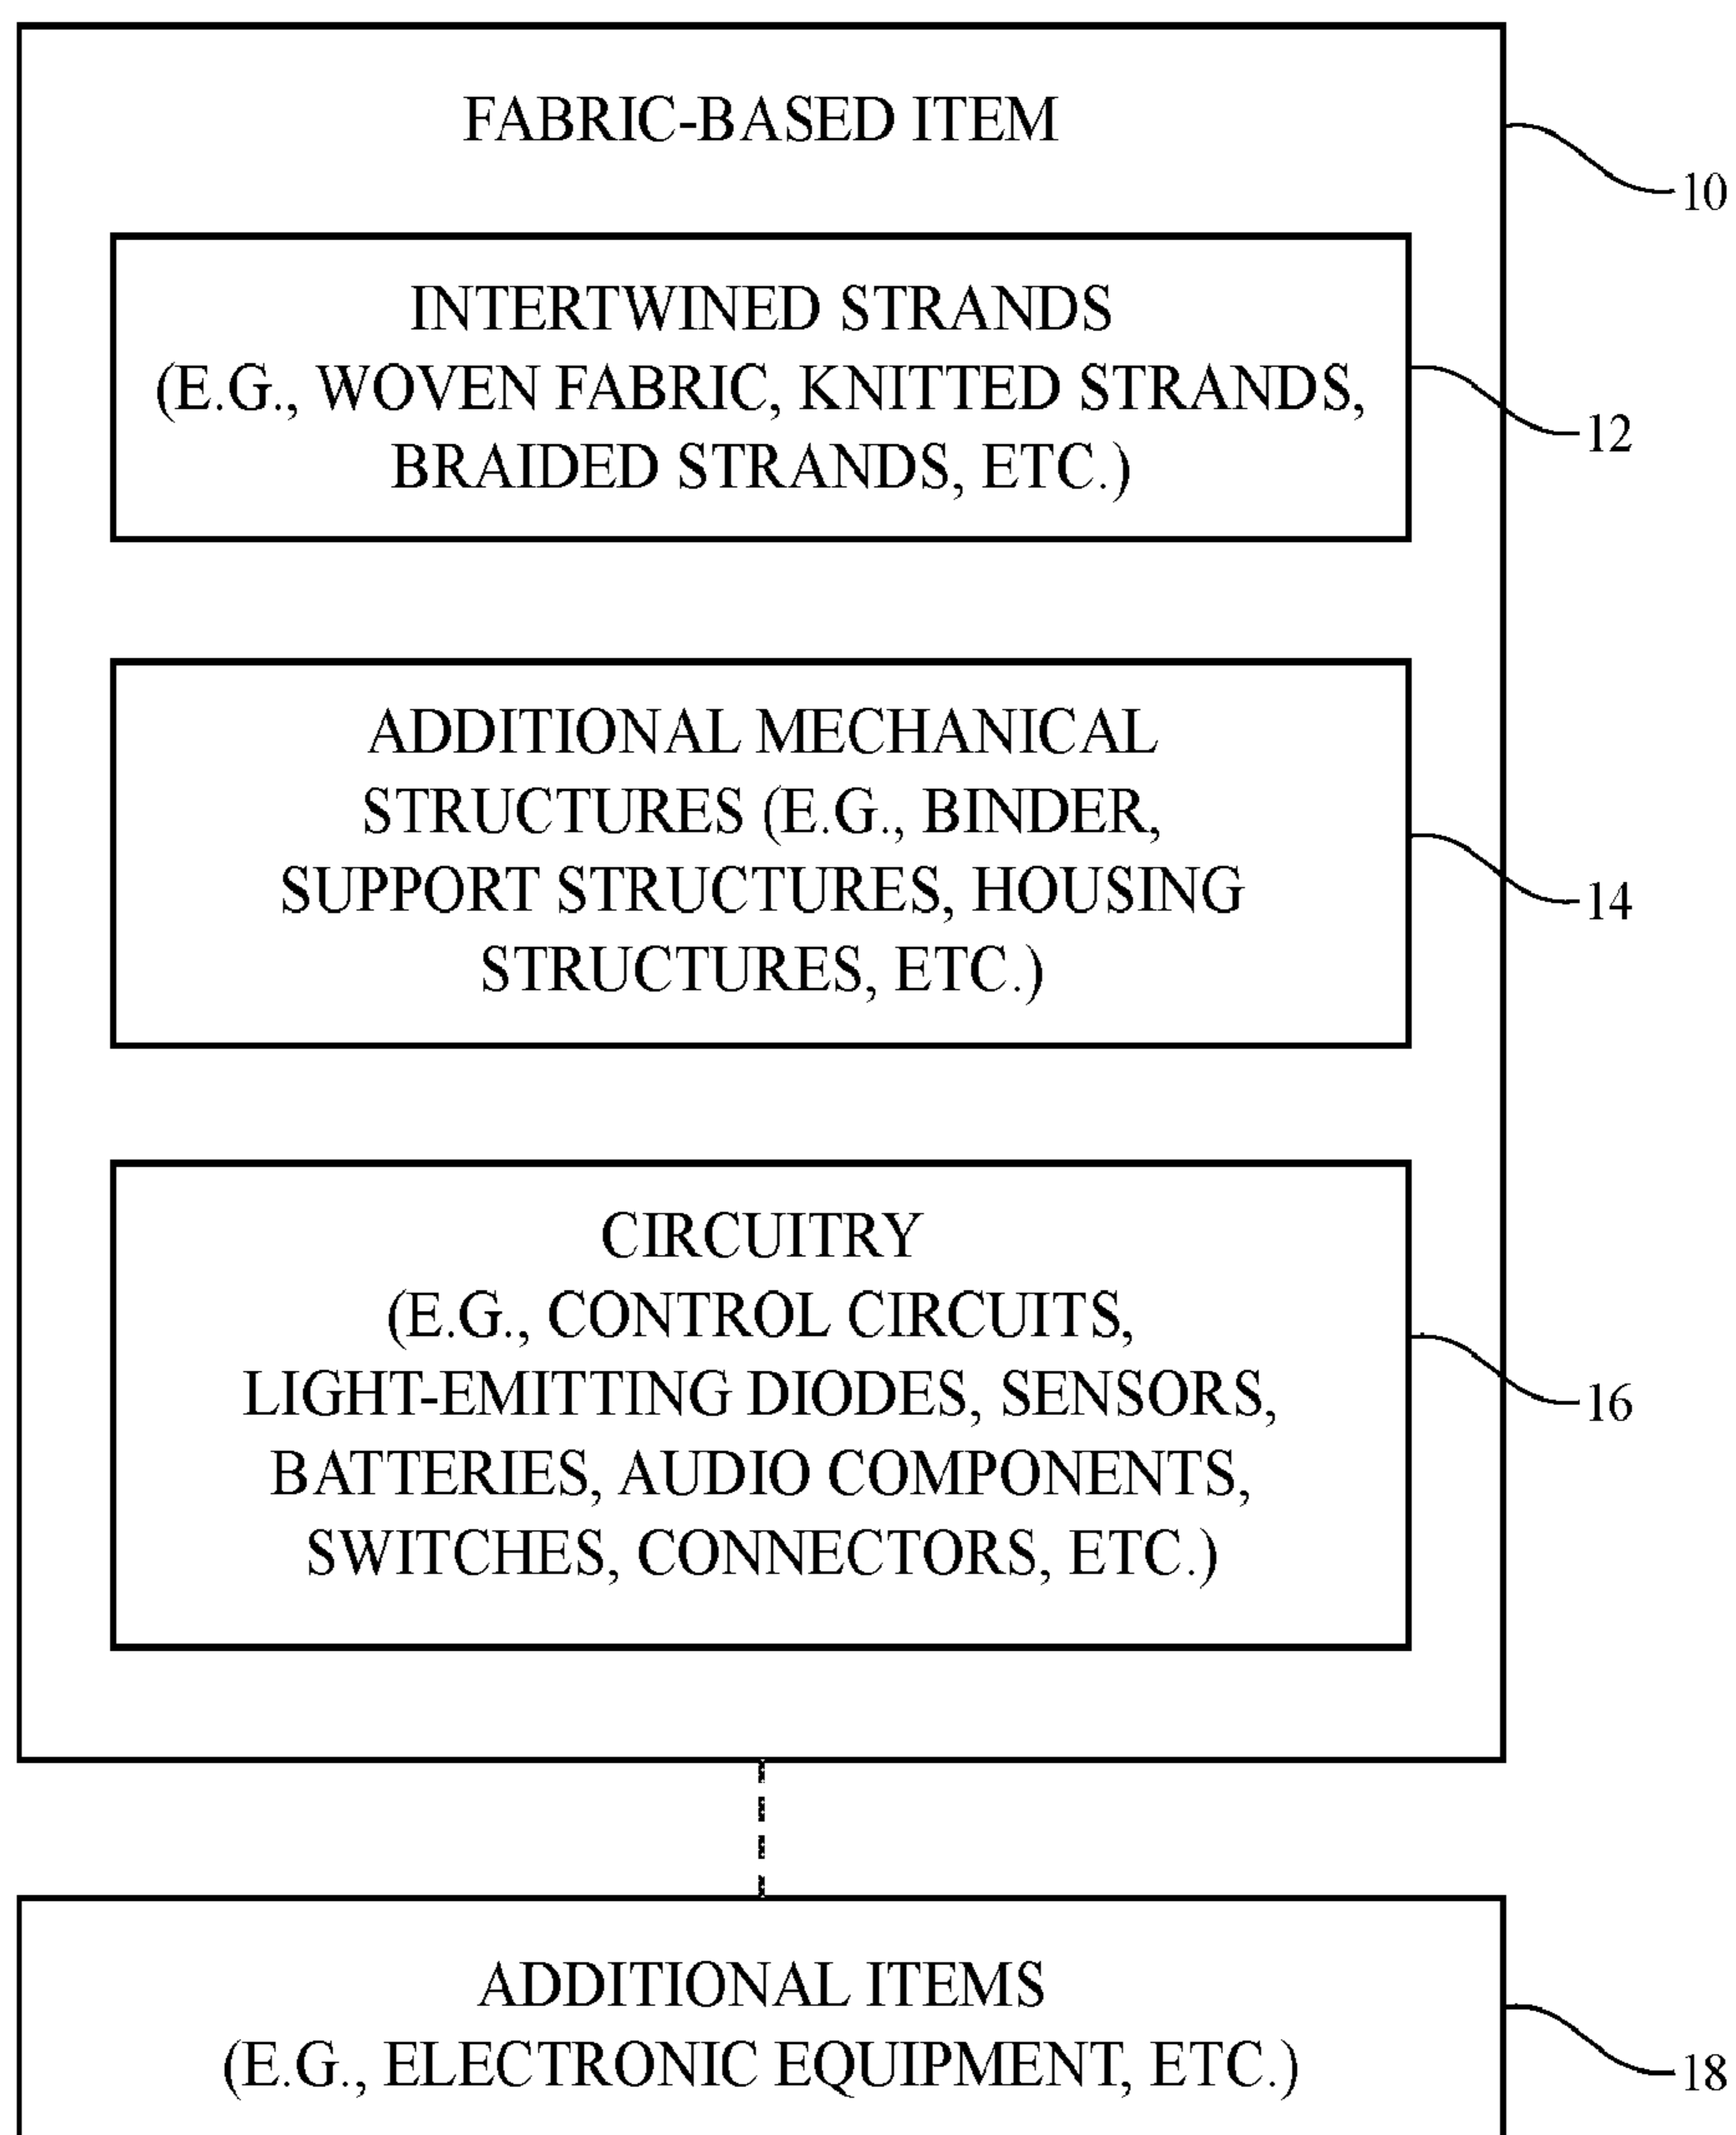 FABRIC-BASED ITEM
10
INTERTWINED STRANDS
(E.G., WOVEN FABRIC, KNITTED STRANDS,
BRAIDED STRANDS, ETC.)
12
ADDITIONAL MECHANICAL
STRUCTURES (E.G., BINDER,
SUPPORT STRUCTURES, HOUSING
STRUCTURES, ETC.)
14
CIRCUITRY
(E.G., CONTROL CIRCUITS,
LIGHT-EMITTING DIODES, SENSORS,
BATTERIES, AUDIO COMPONENTS,
SWITCHES, CONNECTORS, ETC.)
16
ADDITIONAL ITEMS
(E.G., ELECTRONIC EQUIPMENT, ETC.)
18